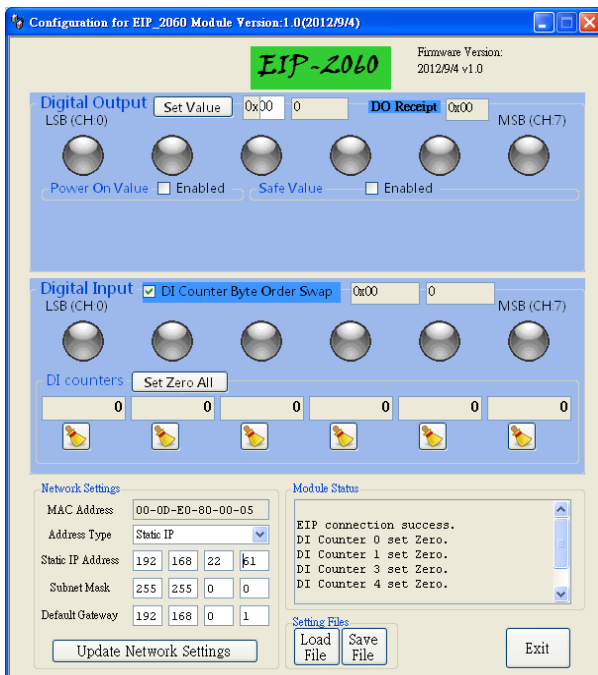 Configuration for EIP_2060 Module Version:1.0(2012/9/4)
EIP-2060
Firmware Version:
2012/9/4 v1.0
Digital Output
Set Value
0x00
0
DO Receipt
0x00
LSB (CH:0)
MSB (CH:7)
Power On Value
Enabled
Safe Value
Enabled
Digital Input
DI Counter Byte Order Swap
0x00
0
LSB (CH:0)
MSB (CH:7)
DI counters
Set Zero All
0
0
0
0
0
0
Network Settings
MAC Address
00-0D-E0-80-00-05
Address Type
Static IP
Static IP Address
192
168
22
61
Subnet Mask
255
255
0
0
Default Gateway
192
168
0
1
Update Network Settings
Module Status
EIP connection success.
DI Counter 0 set Zero.
DI Counter 1 set Zero.
DI Counter 3 set Zero.
DI Counter 4 set Zero.
Setting Files
Load File
Save File
Exit